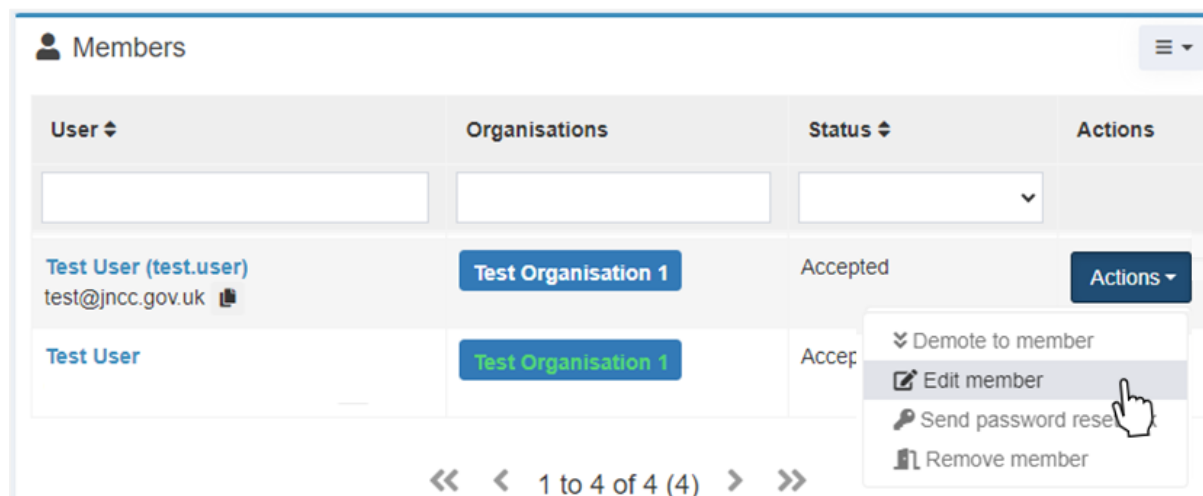 Members
User Organisations Status Actions
Test User (test.user) Test Organisation 1 Accepted Actions
test@jncc.gov.uk
Demote to member
Test User Test Organisation 1
Edit member
Send password
Remove member
1 to 4 of 4 (4)